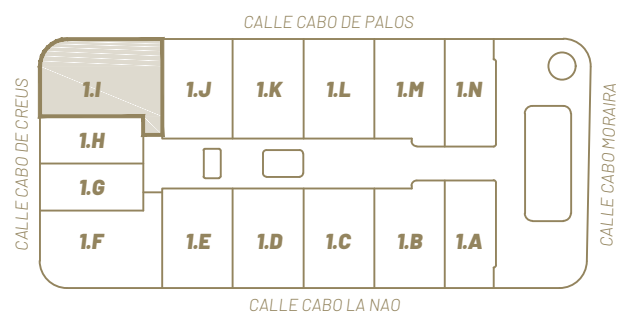 CALLE CABO DE PALOS
CALLE CABO DE CREUS
1.I
1.J
1.K
1.L
1.M
1.N
1.H
1.G
1.F
1.E
1.D
1.C
1.B
1.A
CALLE CABO MORAIRA
CALLE CABO LA NAO